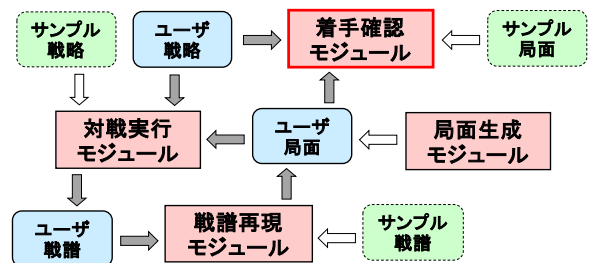 サンプル
戦略
ユーザ
戦略
着手確認
モジュール
サンプル
局面
対戦実行
モジュール
ユーザ
局面
局面生成
モジュール
ユーザ
戦譜
戦譜再現
モジュール
サンプル
戦譜